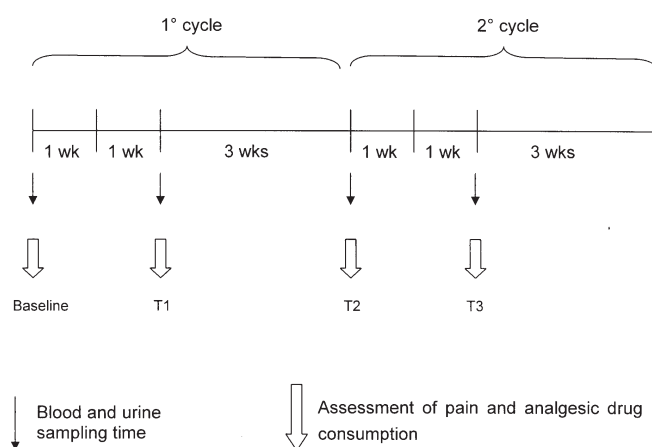 1° cycle 2° cycle
1 wk 1 wk 3 wks 1 wk 1 wk 3 wks
Baseline T1 T2 T3
Blood and urine
sampling time
Assessment of pain and analgesic drug
consumption